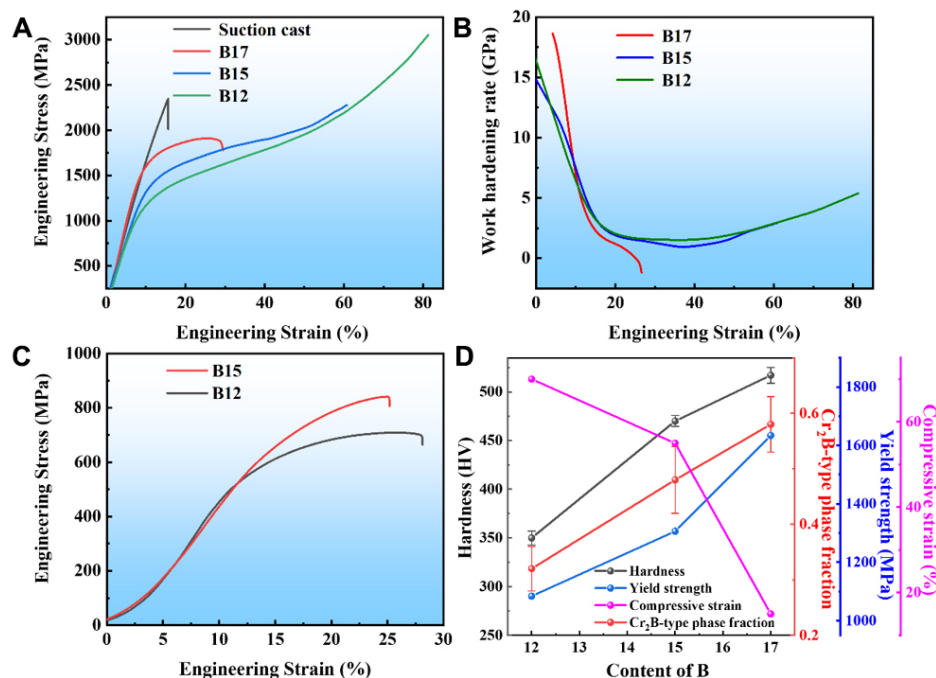 A
Suction cast
B17
B15
B12
Engineering Stress (MPa)
3000
2500
2000
1500
1000
500
0 20 40 60 80
Engineering Strain (%)
B
B17
B15
B12
Work hardening rate (GPa)
20
15
10
5
0
0 20 40 60 80
Engineering Strain (%)
C
B15
B12
Engineering Stress (MPa)
1000
800
600
400
200
0
0 5 10 15 20 25 30
Engineering Strain (%)
D
Hardness
Yield strength
Compressive strain
Cr₂B-type phase fraction
Hardness (HV)
500
450
400
350
300
250
12 13 14 15 16 17
Content of B
0.6
0.4
0.2
Cr₂B-type phase fraction
1800
1600
1400
1200
1000
Yield strength (MPa)
60
40
20
Compressive strain (%)